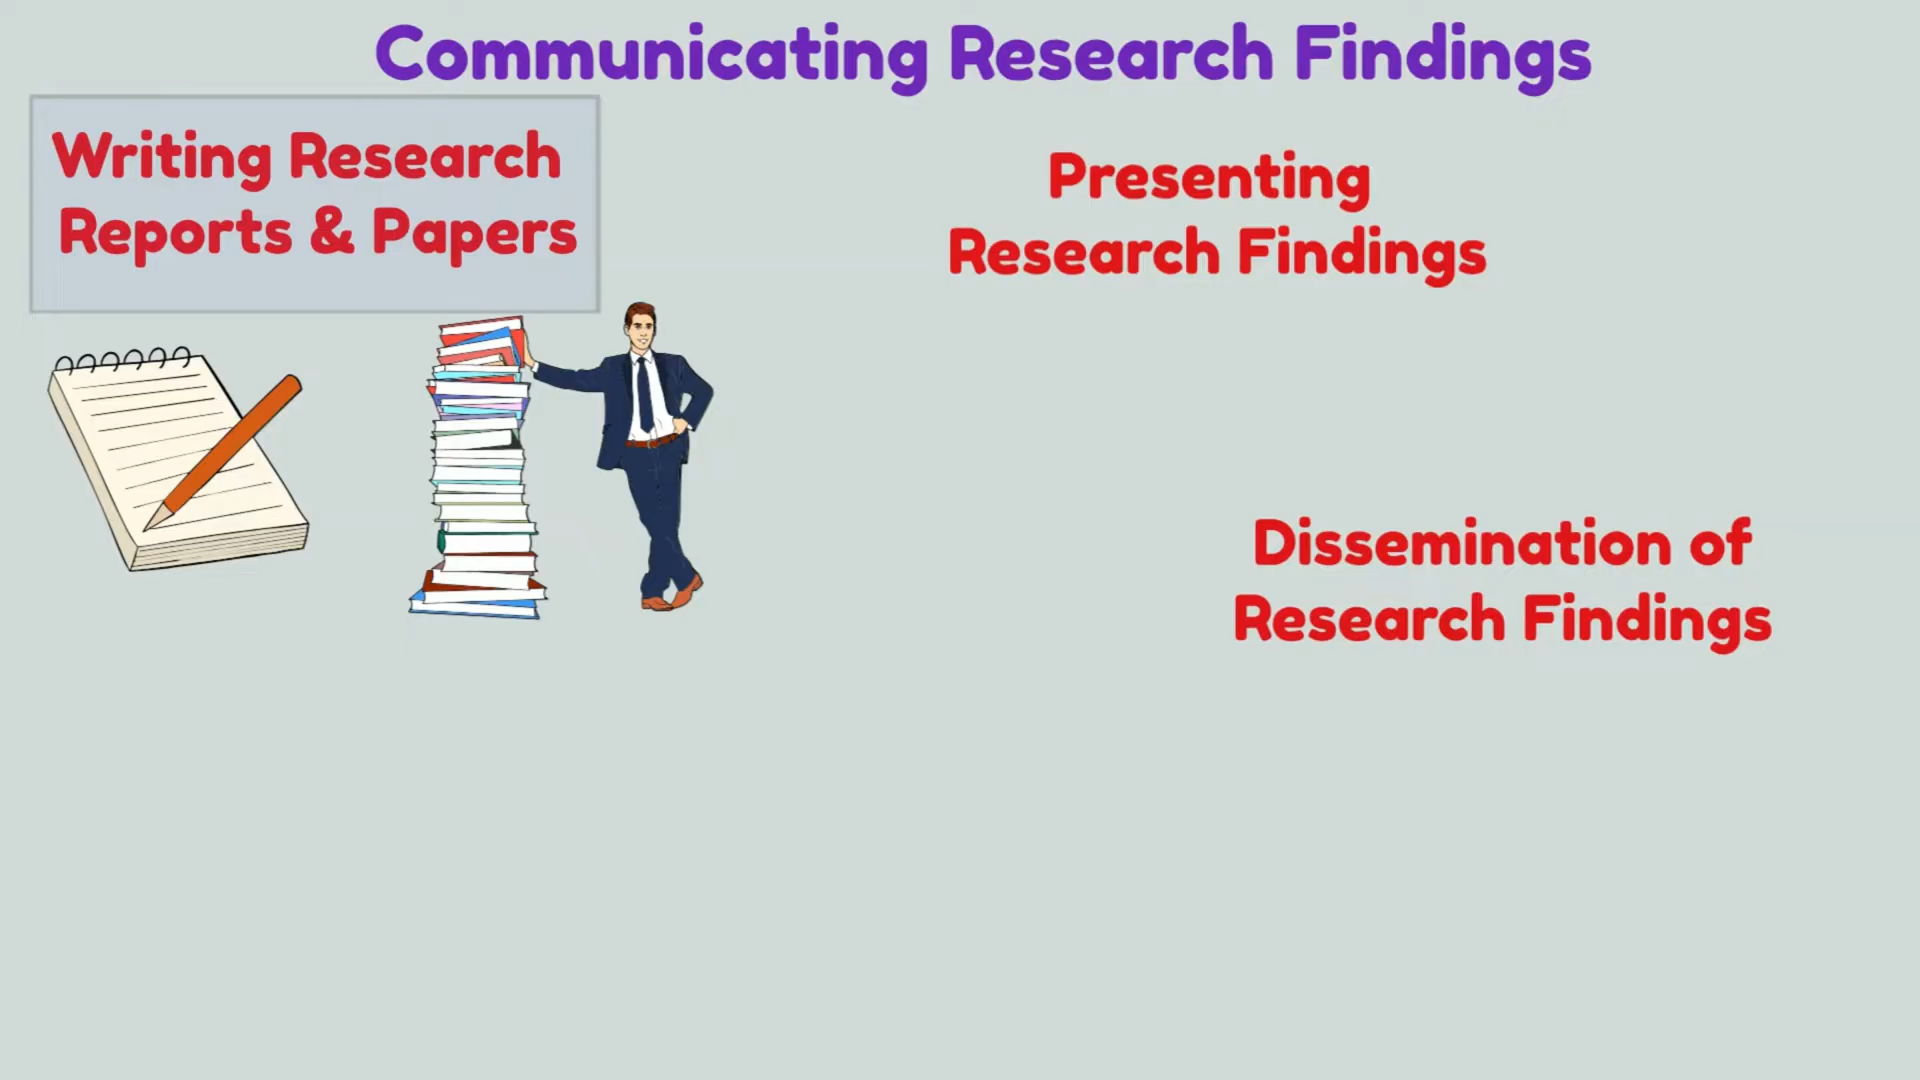 Communicating Research Findings
Writing Research
Reports & Papers
Presenting
Research Findings
Dissemination of
Research Findings